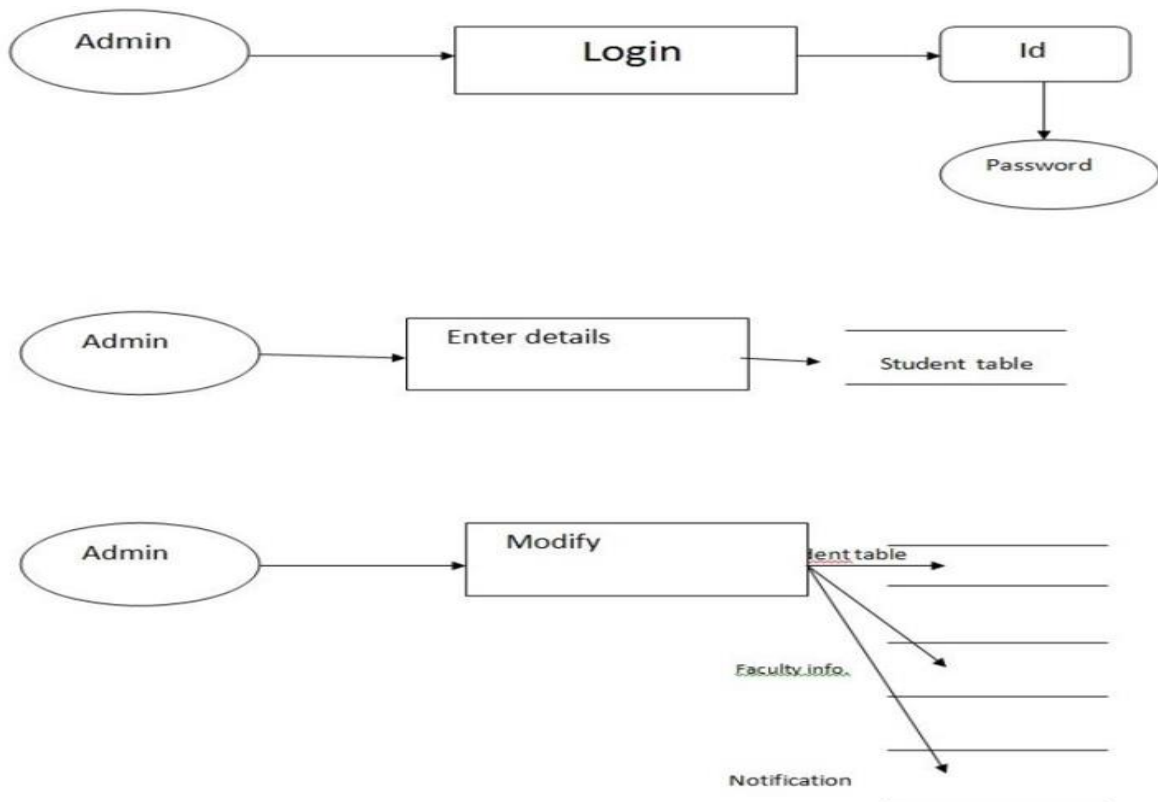 Admin
Login
Id
Password
Admin
Enter details
Student table
Admin
Modify
dent table
Faculty info.
Notification